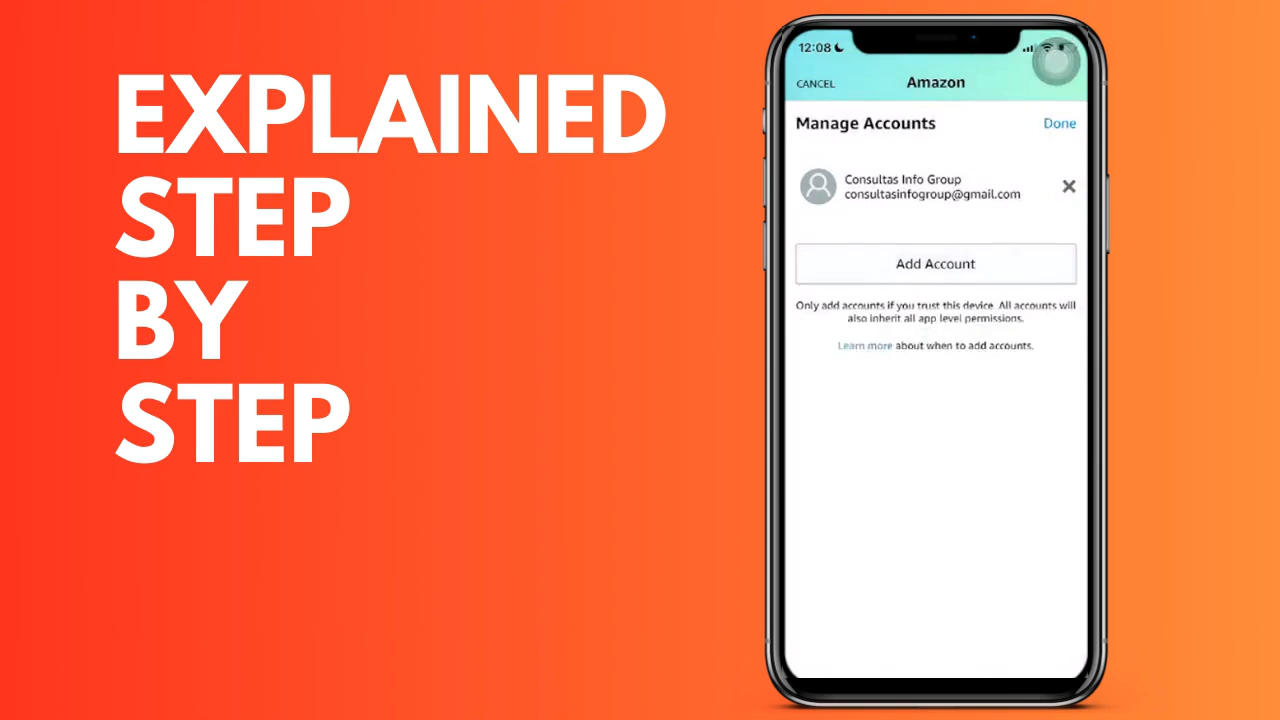 EXPLAINED
STEP
BY
STEP
12:08
CANCEL
Amazon
Manage Accounts
Done
Consultas Info Group
consultasinfogroup@gmail.com
Add Account
Only add accounts if you trust this device. All accounts will
also inherit all app level permissions.
Learn more about when to add accounts.